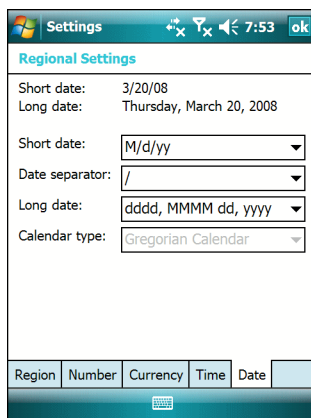 Settings 7:53 ok
Regional Settings
Short date: 3/20/08
Long date: Thursday, March 20, 2008
Short date: M/d/yy
Date separator: /
Long date: dddd, MMMM dd, yyyy
Calendar type: Gregorian Calendar
Region Number Currency Time Date